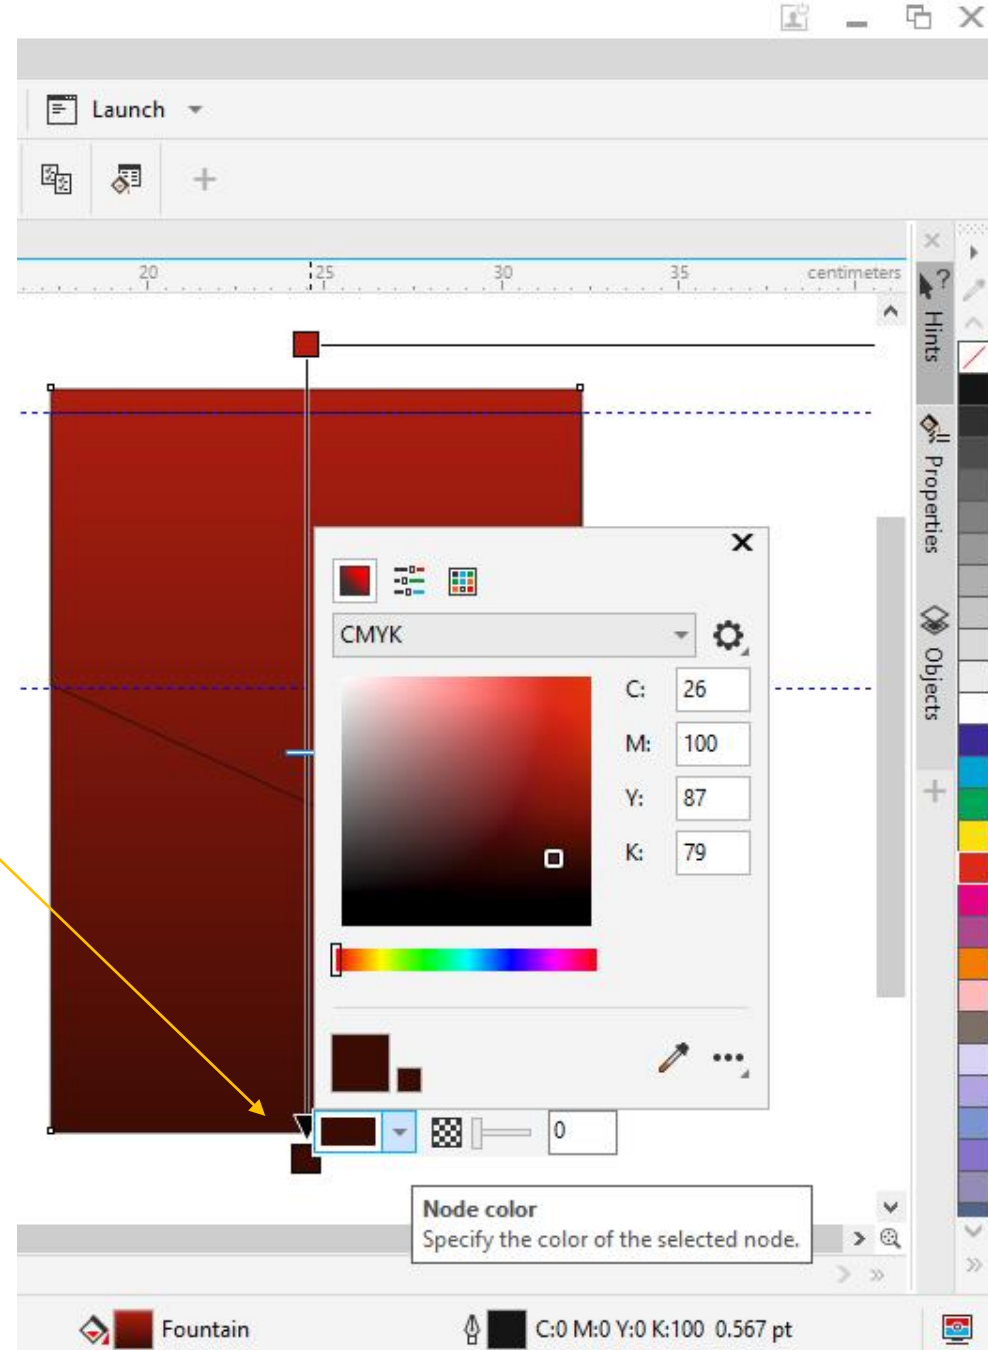 Launch
20 25 30 35 centimeters
Hints
Properties
Objects
CMYK
C: 26
M: 100
Y: 87
K: 79
0
Node color
Specify the color of the selected node.
Fountain
C:0 M:0 Y:0 K:100 0.567 pt